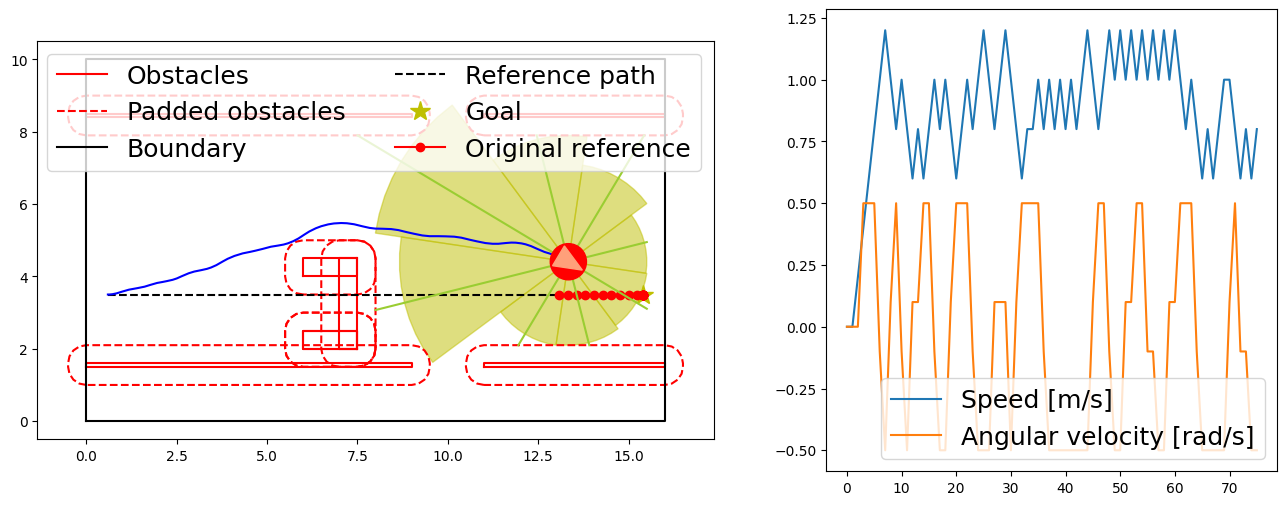 Obstacles
Padded obstacles
Boundary
Reference path
Goal
Original reference
10
8
6
4
2
0
0.0 2.5 5.0 7.5 10.0 12.5 15.0
1.25
1.00
0.75
0.50
0.25
0.00
−0.25
−0.50
Speed [m/s]
Angular velocity [rad/s]
0 10 20 30 40 50 60 70